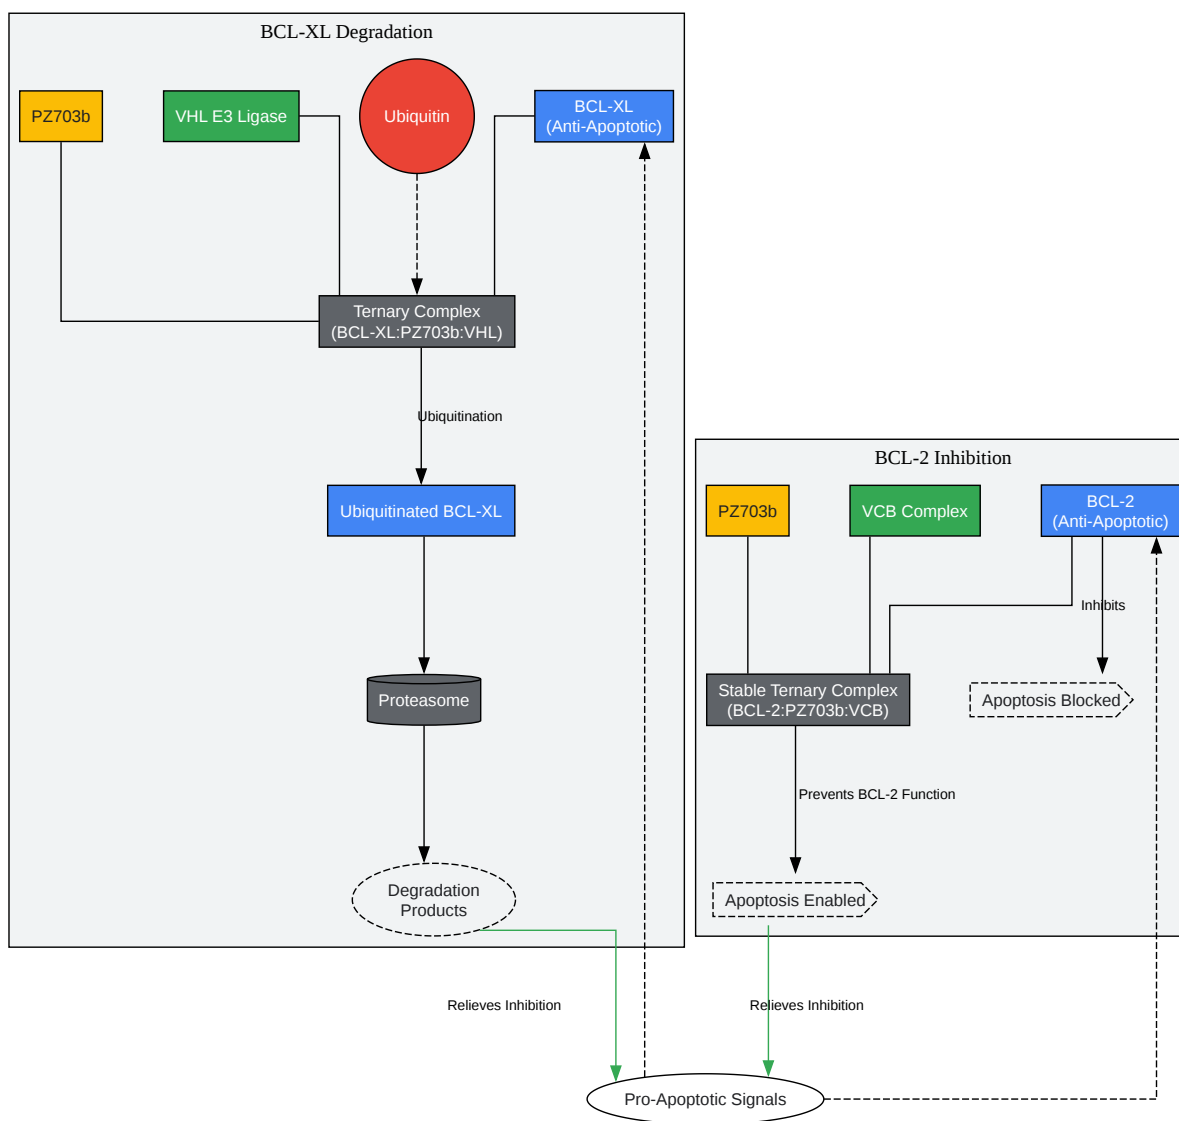 BCL-XL Degradation
PZ703b
VHL E3 Ligase
Ubiquitin
BCL-XL
(Anti-Apoptotic)
Ternary Complex
(BCL-XL:PZ703b:VHL)
Ubiquitination
Ubiquitinated BCL-XL
Proteasome
Degradation
Products
Relieves Inhibition
BCL-2 Inhibition
PZ703b
VCB Complex
BCL-2
(Anti-Apoptotic)
Inhibits
Stable Ternary Complex
(BCL-2:PZ703b:VCB)
Apoptosis Blocked
Prevents BCL-2 Function
Apoptosis Enabled
Relieves Inhibition
Pro-Apoptotic Signals